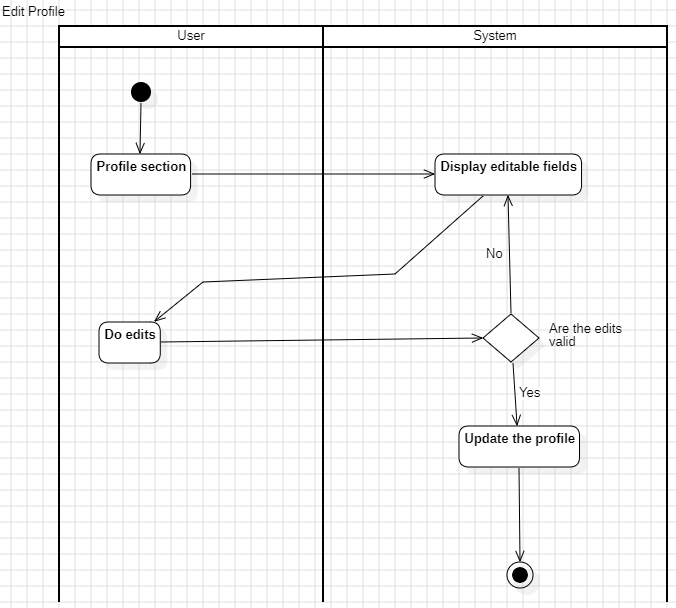 Edit Profile
User
System
Profile section
Display editable fields
No
Do edits
Are the edits
valid
Yes
Update the profile